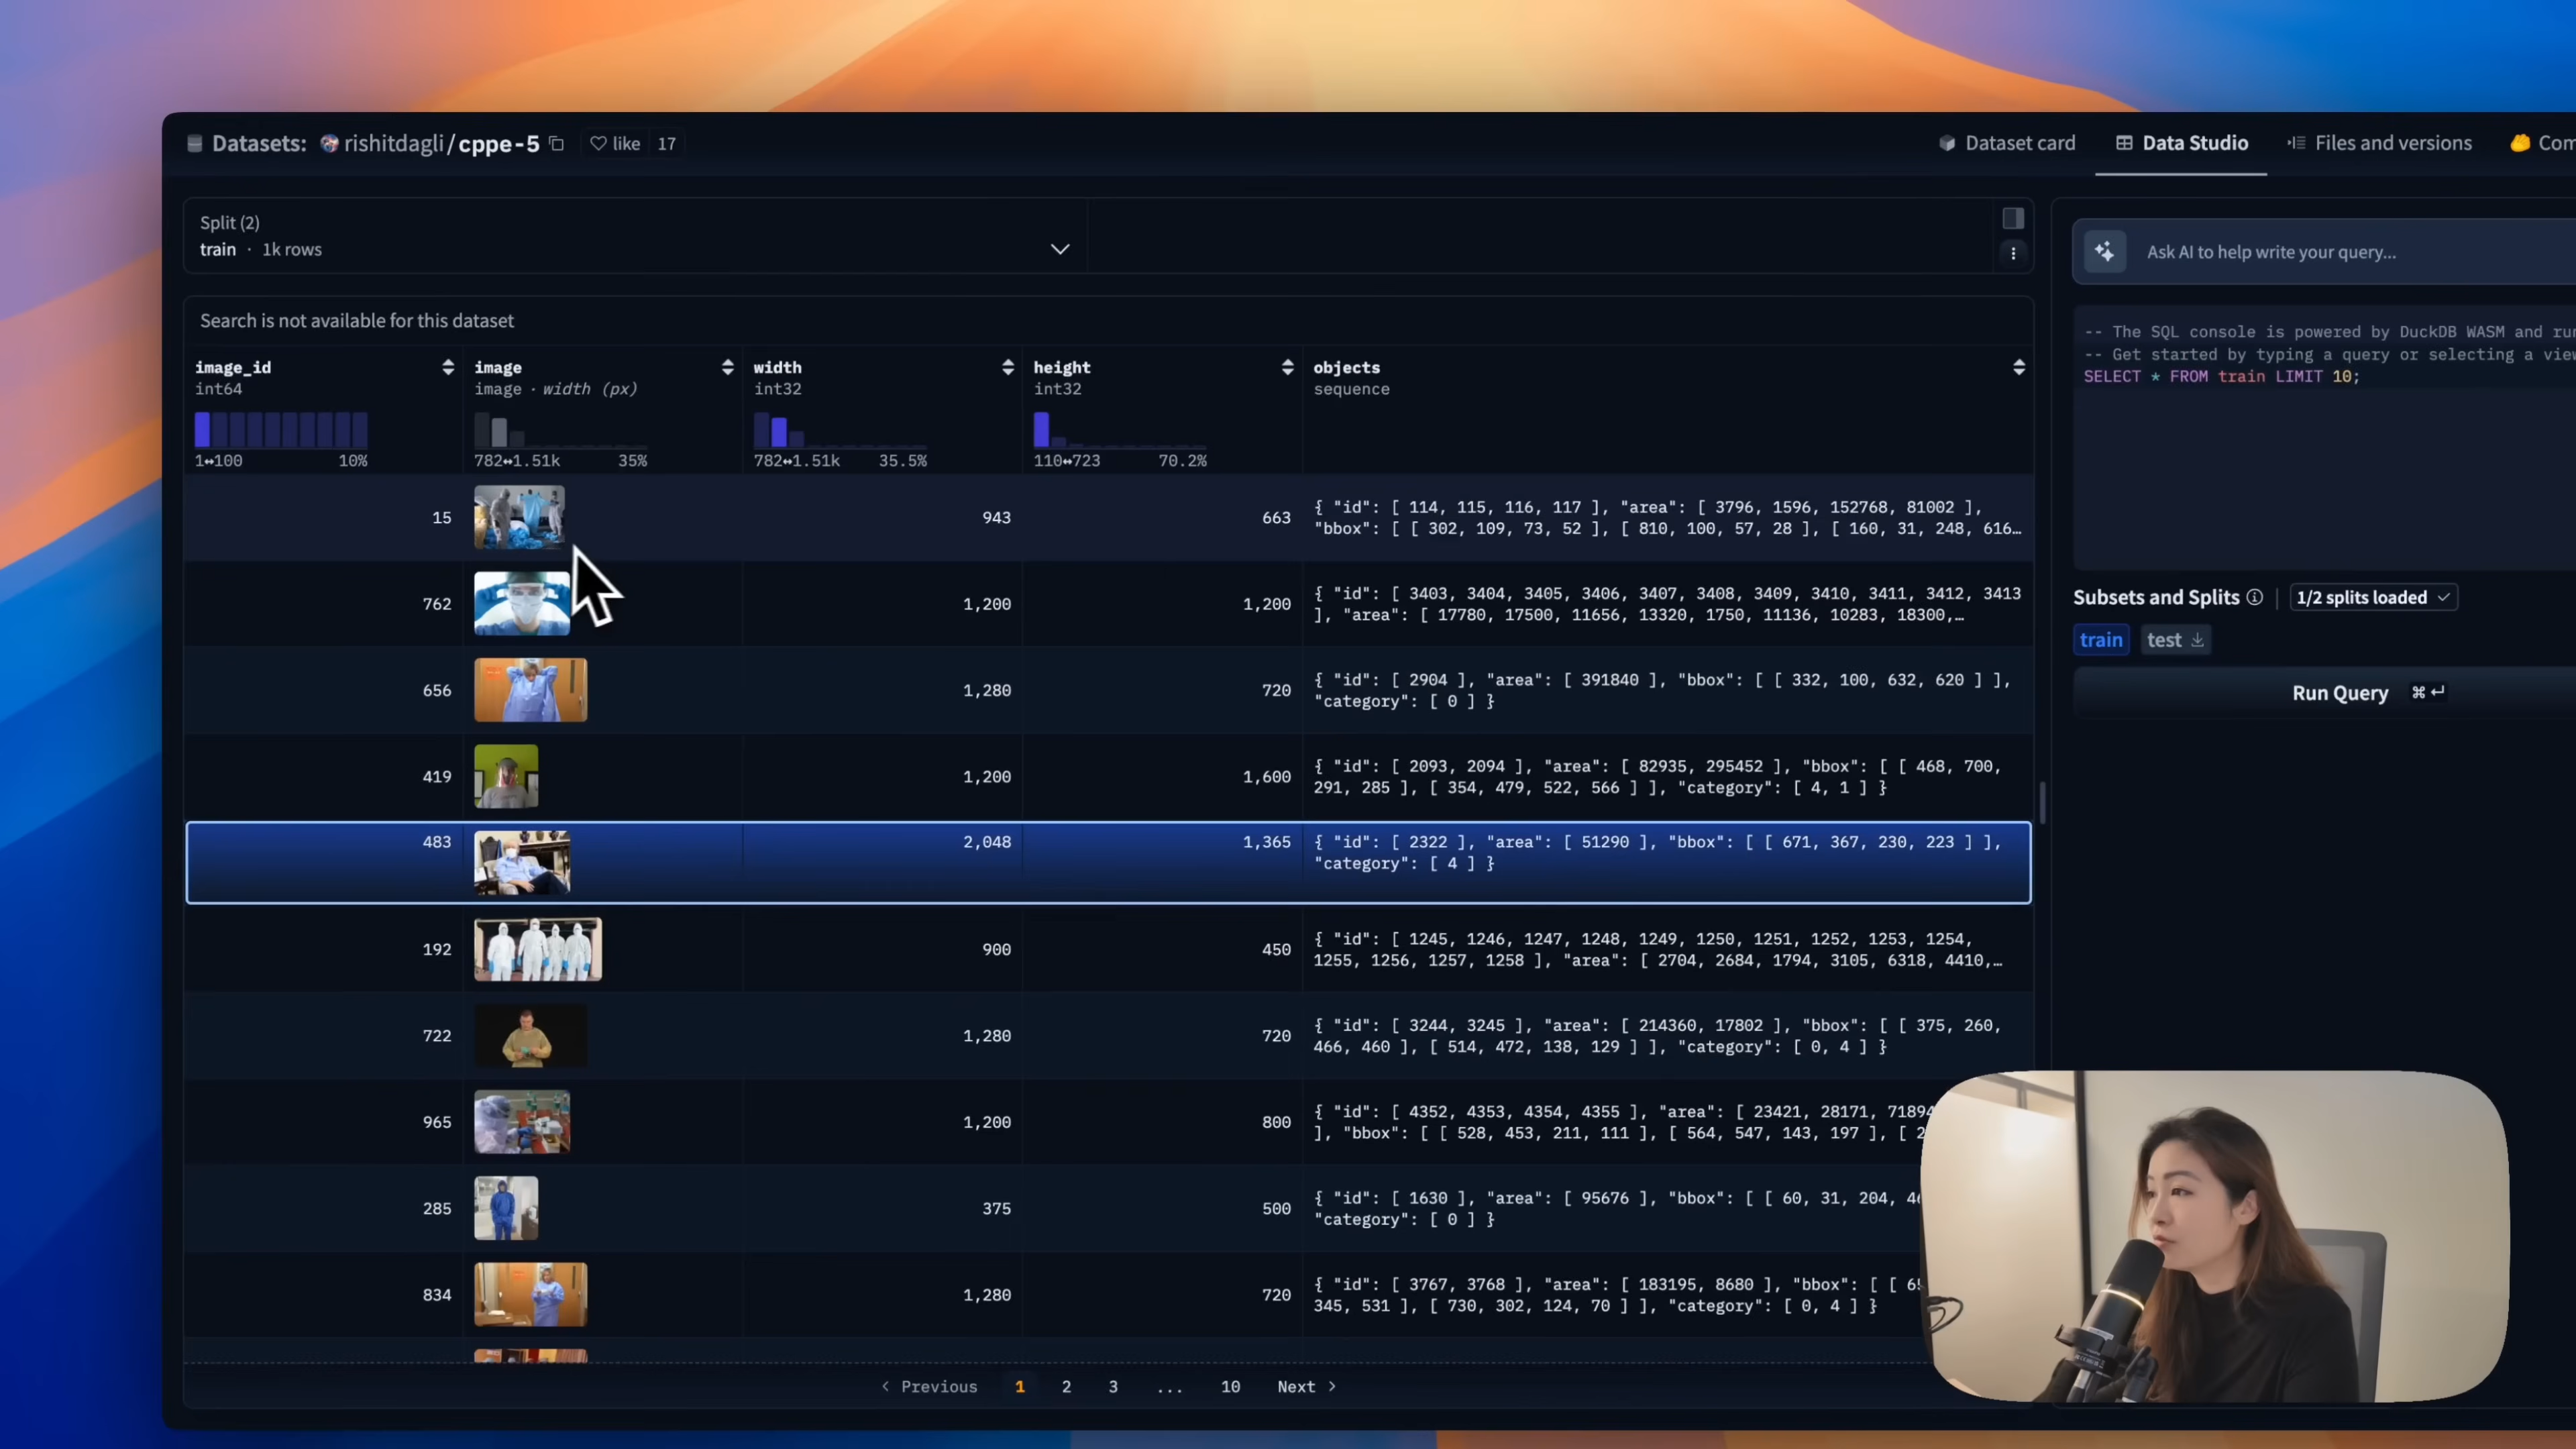 Datasets: rishitdagli/cppe-5 like 17
Dataset card Data Studio Files and versions Com
Split (2)
train · 1k rows
Search is not available for this dataset
image_id image width height objects
int64 image · width (px) int32 int32 sequence
1↔100 10% 782↔1.51k 35% 782↔1.51k 35.5% 110↔723 70.2%
15 943 663 { "id": [ 114, 115, 116, 117 ], "area": [ 3796, 1596, 152768, 81002 ],
"bbox": [ [ 302, 109, 73, 52 ], [ 810, 100, 57, 28 ], [ 160, 31, 248, 616…
762 1,200 1,200 { "id": [ 3403, 3404, 3405, 3406, 3407, 3408, 3409, 3410, 3411, 3412, 3413
], "area": [ 17780, 17500, 11656, 13320, 1750, 11136, 10283, 18300,…
656 1,280 720 { "id": [ 2904 ], "area": [ 391840 ], "bbox": [ [ 332, 100, 632, 620 ] ],
"category": [ 0 ] }
419 1,200 1,600 { "id": [ 2093, 2094 ], "area": [ 82935, 295452 ], "bbox": [ [ 468, 700,
291, 285 ], [ 354, 479, 522, 566 ] ], "category": [ 4, 1 ] }
483 2,048 1,365 { "id": [ 2322 ], "area": [ 51290 ], "bbox": [ [ 671, 367, 230, 223 ] ],
"category": [ 4 ] }
192 900 450 { "id": [ 1245, 1246, 1247, 1248, 1249, 1250, 1251, 1252, 1253, 1254,
1255, 1256, 1257, 1258 ], "area": [ 2704, 2684, 1794, 3105, 6318, 4410,…
722 1,280 720 { "id": [ 3244, 3245 ], "area": [ 214360, 17802 ], "bbox": [ [ 375, 260,
466, 460 ], [ 514, 472, 138, 129 ] ], "category": [ 0, 4 ] }
965 1,200 800 { "id": [ 4352, 4353, 4354, 4355 ], "area": [ 23421, 28171, 71894
], "bbox": [ [ 528, 453, 211, 111 ], [ 564, 547, 143, 197 ], [ 2
285 375 500 { "id": [ 1630 ], "area": [ 95676 ], "bbox": [ [ 60, 31, 204, 4
"category": [ 0 ] }
834 1,280 720 { "id": [ 3767, 3768 ], "area": [ 183195, 8680 ], "bbox": [ [ 6
345, 531 ], [ 730, 302, 124, 70 ] ], "category": [ 0, 4 ] }
< Previous 1 2 3 ... 10 Next >
Ask AI to help write your query...
-- The SQL console is powered by DuckDB WASM and run
-- Get started by typing a query or selecting a view
SELECT * FROM train LIMIT 10;
Subsets and Splits 1/2 splits loaded
train test
Run Query ⌘ ↵